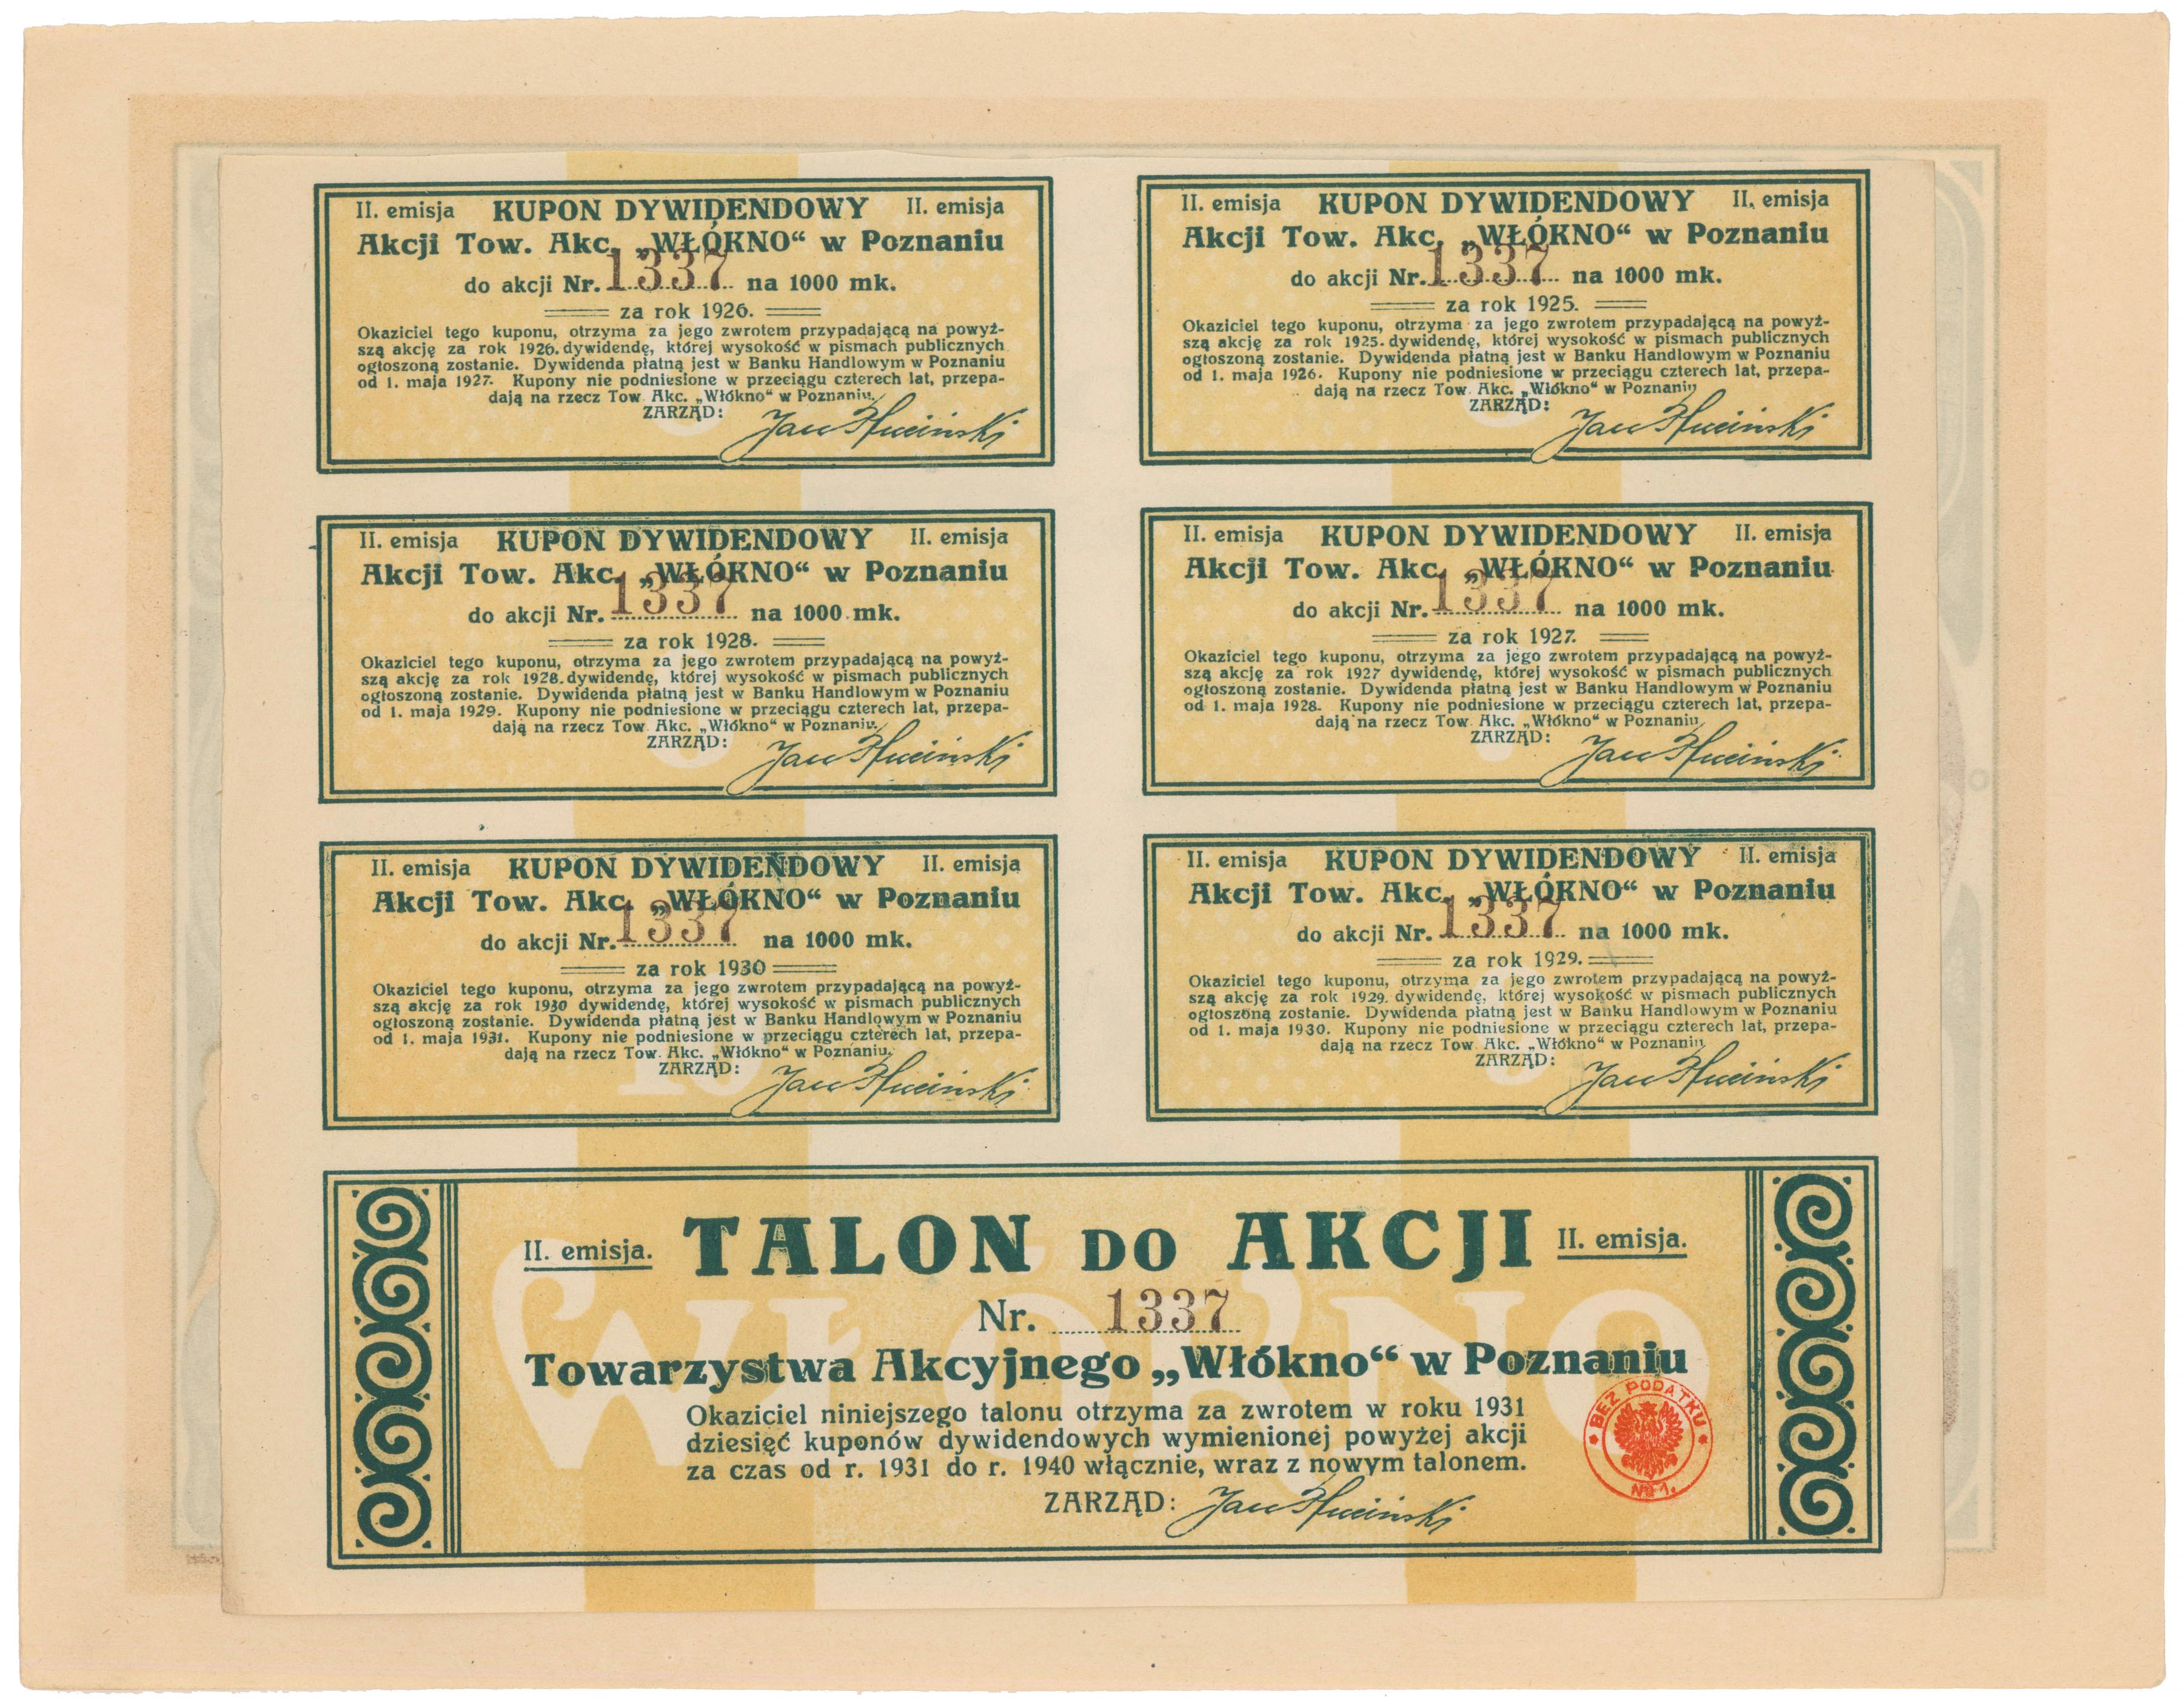 II. emisja KUPON DYWIDENDOWY II. emisja
Akcji Tow. Akc. „WŁÓKNO“ w Poznaniu
do akcji Nr. 1337 na 1000 mk.
za rok 1926.
Okaziciel tego kuponu, otrzyma za jego zwrotem przypadającą na powyż-
szą akcję za rok 1926. dywidendę, której wysokość w pismach publicznych
ogłoszoną zostanie. Dywidenda płatną jest w Banku Handlowym w Poznaniu
od 1. maja 1927. Kupony nie podniesione w przeciągu czterech lat, przepa-
dają na rzecz Tow. Akc. „Włókno“ w Poznaniu.
ZARZĄD:
Jan
II. emisja KUPON DYWIDENDOWY II. emisja
Akcji Tow. Akc. „WŁÓKNO“ w Poznaniu
do akcji Nr. 1337 na 1000 mk.
za rok 1925.
Okaziciel tego kuponu, otrzyma za jego zwrotem przypadającą na powyż-
szą akcję za rok 1925. dywidendę, której wysokość w pismach publicznych
ogłoszoną zostanie. Dywidenda płatną jest w Banku Handlowym w Poznaniu
od 1. maja 1926. Kupony nie podniesione w przeciągu czterech lat, przepa-
dają na rzecz Tow. Akc. „Włókno“ w Poznaniu
ZARZĄD:
Jan
II. emisja KUPON DYWIDENDOWY II. emisja
Akcji Tow. Akc. „WŁÓKNO“ w Poznaniu
do akcji Nr. 1337 na 1000 mk.
za rok 1928.
Okaziciel tego kuponu, otrzyma za jego zwrotem przypadającą na powyż-
szą akcję za rok 1928. dywidendę, której wysokość w pismach publicznych
ogłoszoną zostanie. Dywidenda płatną jest w Banku Handlowym w Poznaniu
od 1. maja 1929. Kupony nie podniesione w przeciągu czterech lat, przepa-
dają na rzecz Tow. Akc. „Włókno“ w Poznaniu.
ZARZĄD:
Jan
II. emisja KUPON DYWIDENDOWY II. emisja
Akcji Tow. Akc. „WŁÓKNO“ w Poznaniu
do akcji Nr. 1337 na 1000 mk.
za rok 1927.
Okaziciel tego kuponu, otrzyma za jego zwrotem przypadającą na powyż-
szą akcję za rok 1927 dywidendę, której wysokość w pismach publicznych
ogłoszoną zostanie. Dywidenda płatną jest w Banku Handlowym w Poznaniu
od 1. maja 1928. Kupony nie podniesione w przeciągu czterech lat, przepa-
dają na rzecz Tow. Akc. „Włókno“ w Poznaniu
ZARZĄD:
Jan
II. emisja KUPON DYWIDENDOWY II. emisja
Akcji Tow. Akc. „WŁÓKNO“ w Poznaniu
do akcji Nr. 1337 na 1000 mk.
za rok 1930
Okaziciel tego kuponu, otrzyma za jego zwrotem przypadającą na powyż-
szą akcję za rok 1930 dywidendę, której wysokość w pismach publicznych
ogłoszoną zostanie. Dywidenda płatną jest w Banku Handlowym w Poznaniu
od 1. maja 1931. Kupony nie podniesione w przeciągu czterech lat, przepa-
dają na rzecz Tow. Akc. „Włókno“ w Poznaniu.
ZARZĄD:
Jan
II. emisja KUPON DYWIDENDOWY II. emisja
Akcji Tow. Akc. „WŁÓKNO“ w Poznaniu
do akcji Nr. 1337 na 1000 mk.
za rok 1929.
Okaziciel tego kuponu, otrzyma za jego zwrotem przypadającą na powyż-
szą akcję za rok 1929. dywidendę, której wysokość w pismach publicznych
ogłoszoną zostanie. Dywidenda płatną jest w Banku Handlowym w Poznaniu
od 1. maja 1930. Kupony nie podniesione w przeciągu czterech lat, przepa-
dają na rzecz Tow. Akc. „Włókno“ w Poznaniu
ZARZĄD:
Jan
II. emisja. TALON DO AKCJI II. emisja.
Nr. 1337
WŁÓKNO
Towarzystwa Akcyjnego „Włókno“ w Poznaniu
Okaziciel niniejszego talonu otrzyma za zwrotem w roku 1931
dziesięć kuponów dywidendowych wymienionej powyżej akcji
za czas od r. 1931 do r. 1940 włącznie, wraz z nowym talonem.
ZARZĄD: Jan
BEZ PODATKU
№ 1.